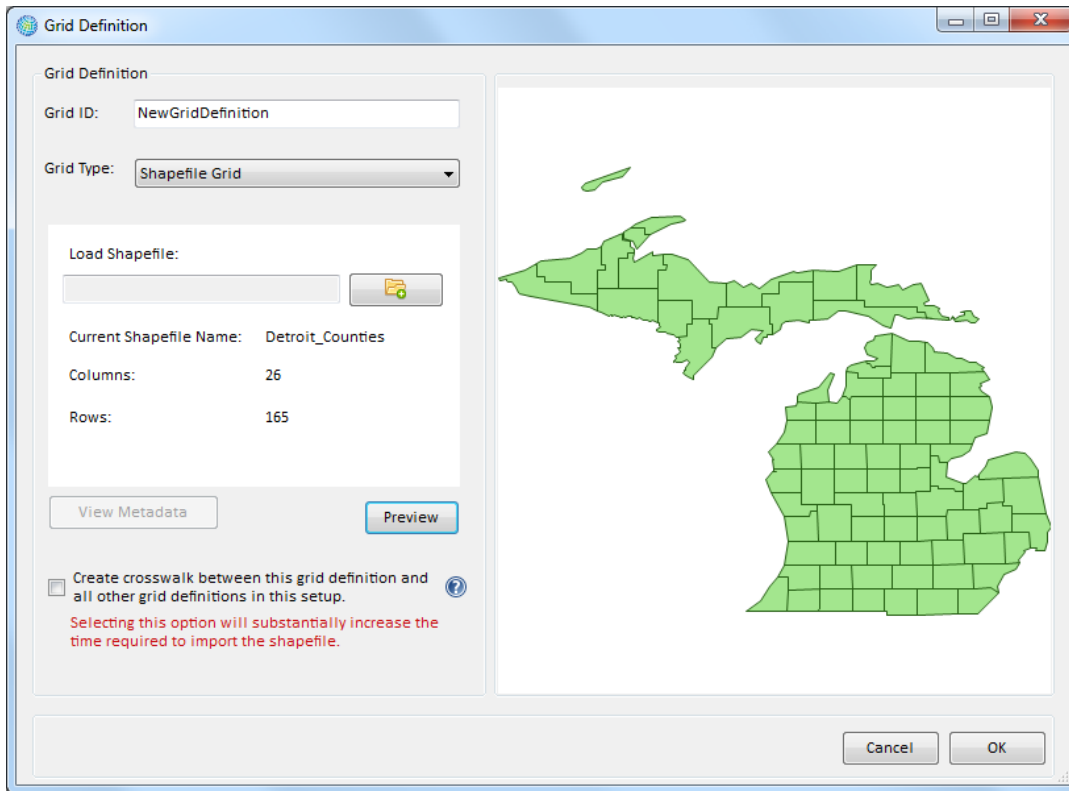 Grid Definition
Grid Definition
Grid ID: NewGridDefinition
Grid Type: Shapefile Grid
Load Shapefile:
Current Shapefile Name: Detroit_Counties
Columns: 26
Rows: 165
View Metadata
Preview
Create crosswalk between this grid definition and
all other grid definitions in this setup.
Selecting this option will substantially increase the
time required to import the shapefile.
Cancel
OK